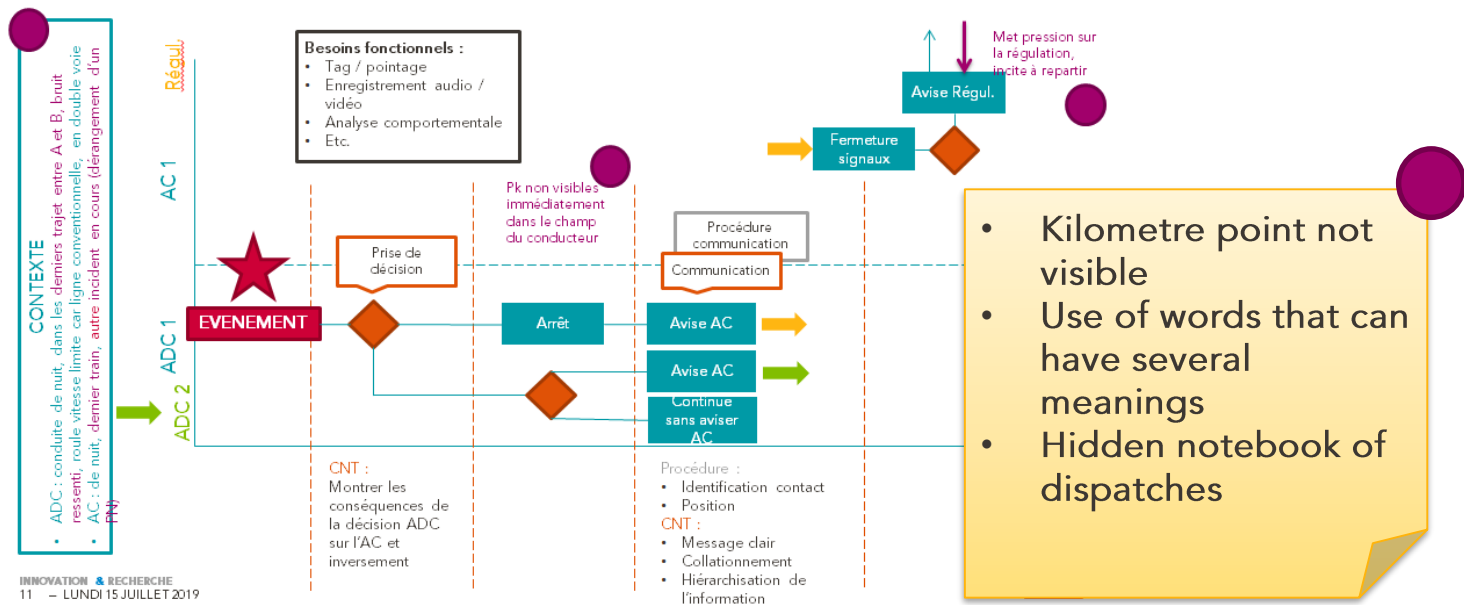 CONTEXTE
• ADC : conduite de nuit, dans les derniers trajet entre A et B, bruit
ressenti, roule vitesse limite car ligne conventionnelle, en double voie
• AC : de nuit, dernier train, autre incident en cours (dérangement d'un
PN)
Régul.
AC 1
ADC 1
ADC 2
Besoins fonctionnels :
• Tag / pointage
• Enregistrement audio /
vidéo
• Analyse comportementale
• Etc.
Met pression sur
la régulation,
incite à repartir
Avise Régul.
Fermeture
signaux
Pk non visibles
immédiatement
dans le champ
du conducteur
Procédure
communication
Communication
Prise de
décision
EVENEMENT
Arrêt
Avise AC
Avise AC
Continue
sans aviser
AC
CNT :
Montrer les
conséquences de
la décision ADC
sur l'AC et
inversement
Procédure :
• Identification contact
• Position
CNT :
• Message clair
• Collationnement
• Hiérarchisation de
l'information
• Kilometre point not
visible
• Use of words that can
have several
meanings
• Hidden notebook of
dispatches
INNOVATION & RECHERCHE
11 – LUNDI 15 JUILLET 2019